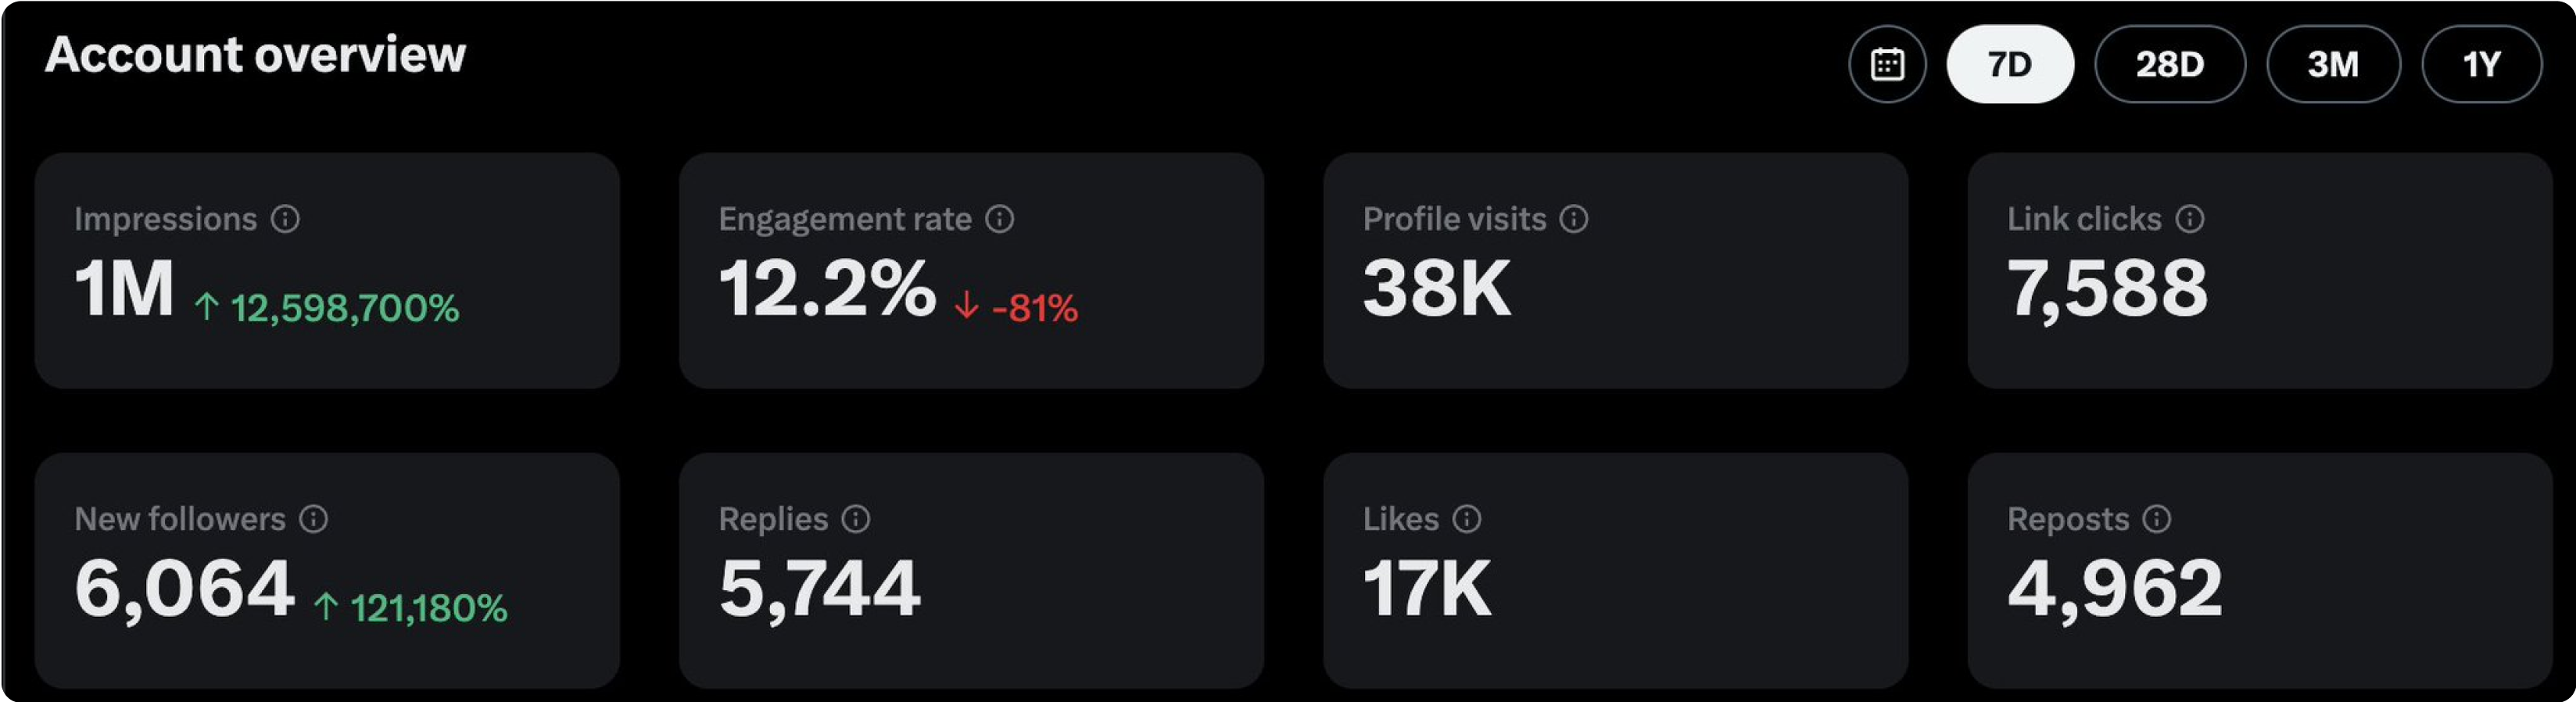 Account overview
7D
28D
3M
1Y
Impressions
1M ↑ 12,598,700%
Engagement rate
12.2% ↓ -81%
Profile visits
38K
Link clicks
7,588
New followers
6,064 ↑ 121,180%
Replies
5,744
Likes
17K
Reposts
4,962